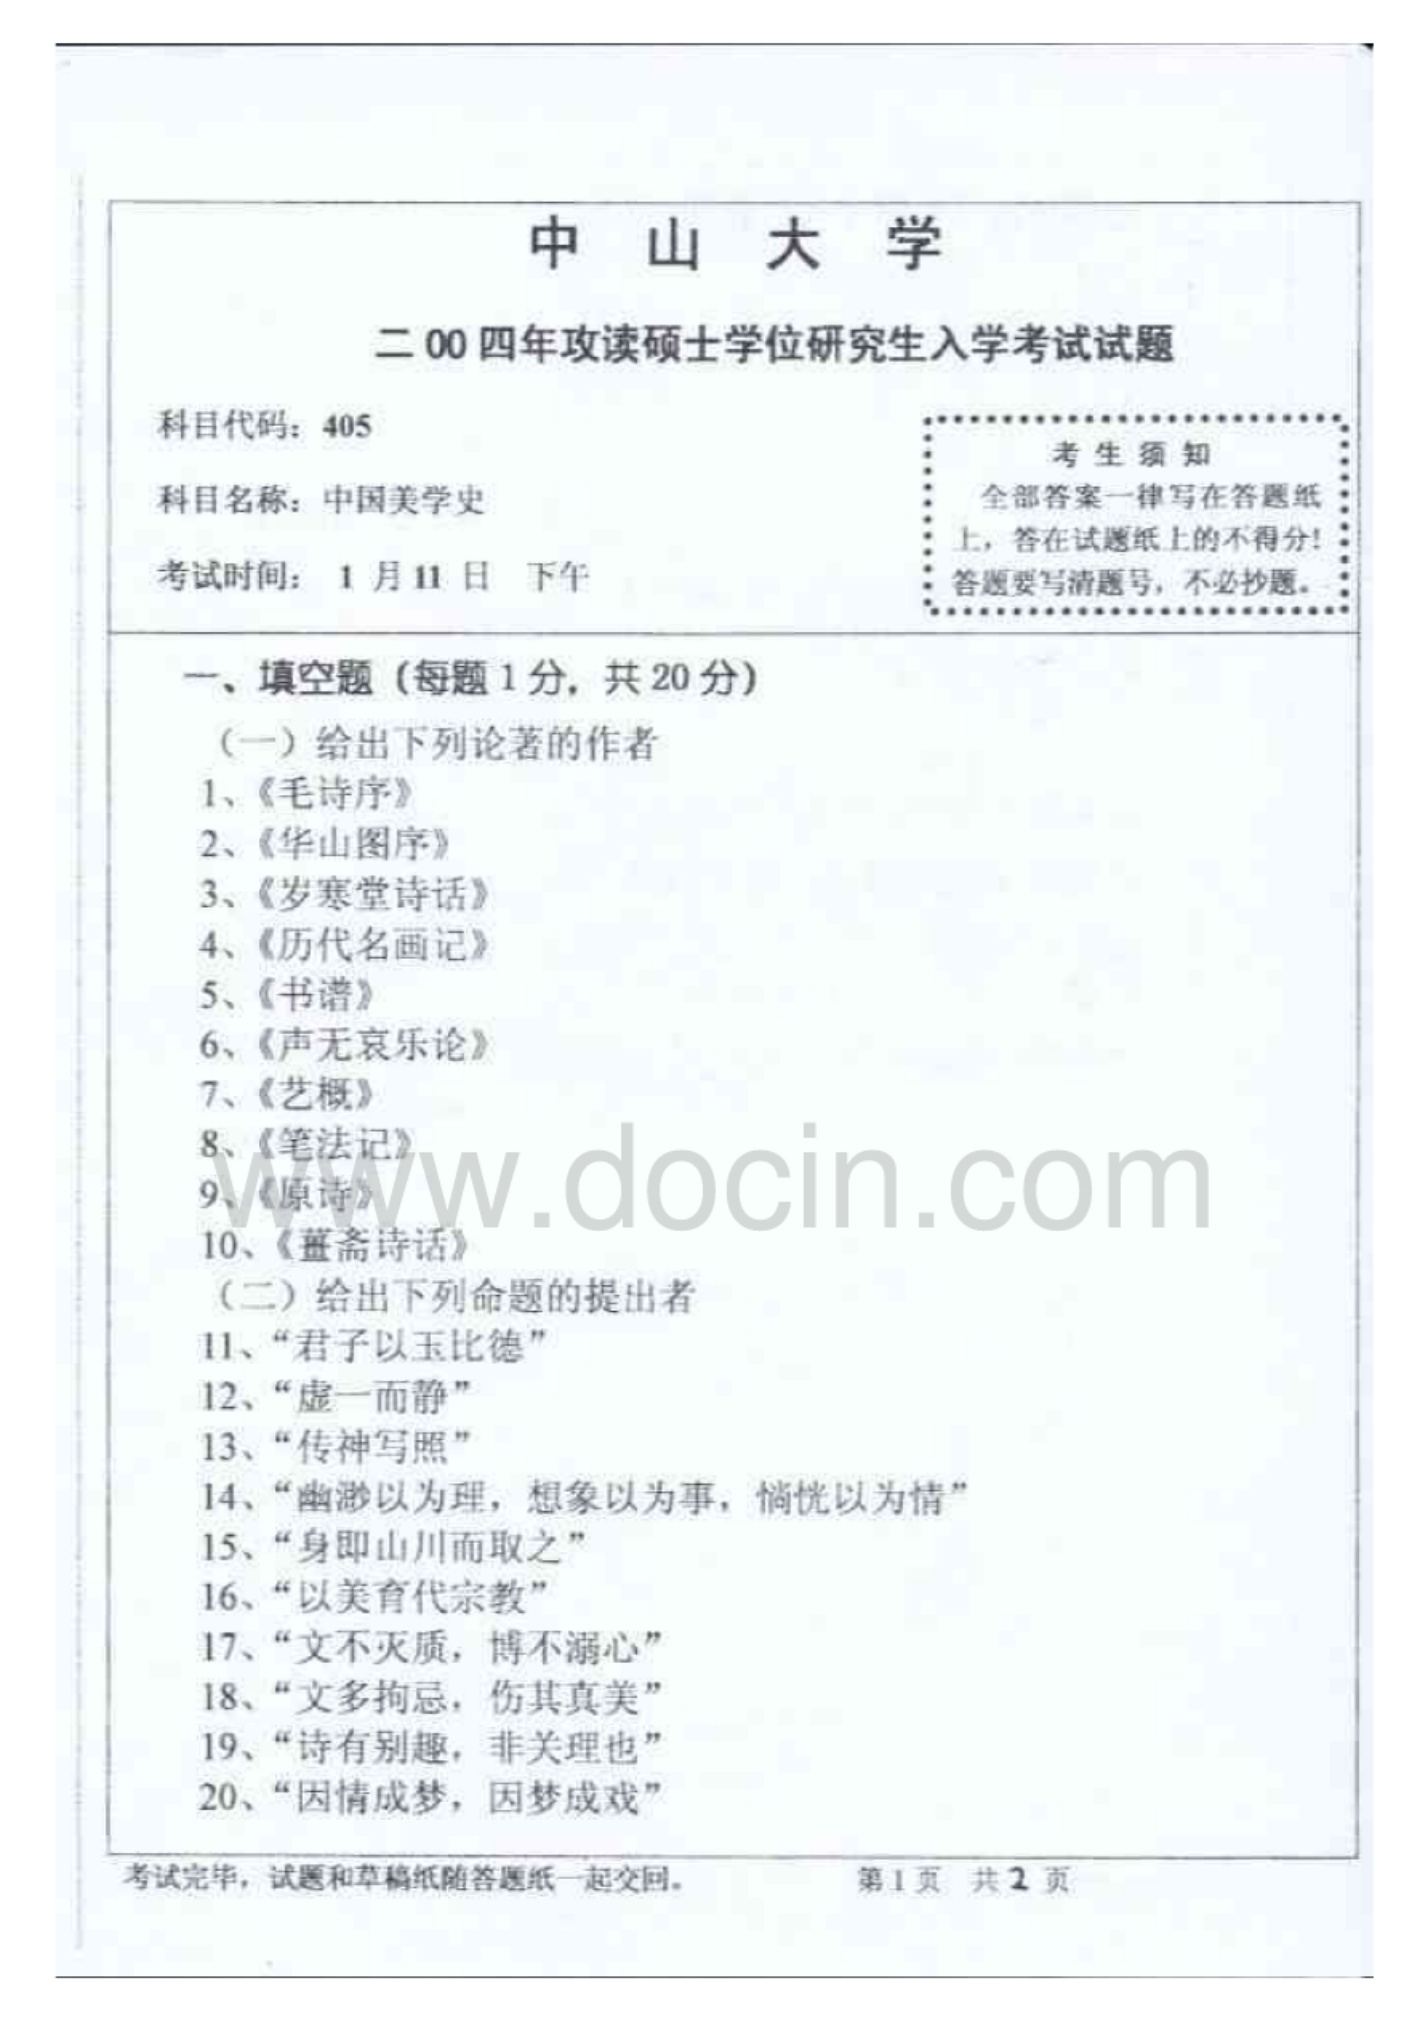 中 山 大 学
二00四年攻读硕士学位研究生入学考试试题
科目代码：405
科目名称：中国美学史
考试时间： 1 月 11 日 下午
考 生 须 知
全部答案一律写在答题纸
上，答在试题纸上的不得分！
答题要写清题号，不必抄题。
一、填空题（每题1分，共20分）
（一）给出下列论著的作者
1、《毛诗序》
2、《华山图序》
3、《岁寒堂诗话》
4、《历代名画记》
5、《书谱》
6、《声无哀乐论》
7、《艺概》
8、《笔法记》
9、《原诗》
10、《薑斋诗话》
www.docin.com
（二）给出下列命题的提出者
11、“君子以玉比德”
12、“虚一而静”
13、“传神写照”
14、“幽渺以为理，想象以为事，惝恍以为情”
15、“身即山川而取之”
16、“以美育代宗教”
17、“文不灭质，博不溺心”
18、“文多拘忌，伤其真美”
19、“诗有别趣，非关理也”
20、“因情成梦，因梦成戏”
考试完毕，试题和草稿纸随答题纸一起交回。 第1页 共2页